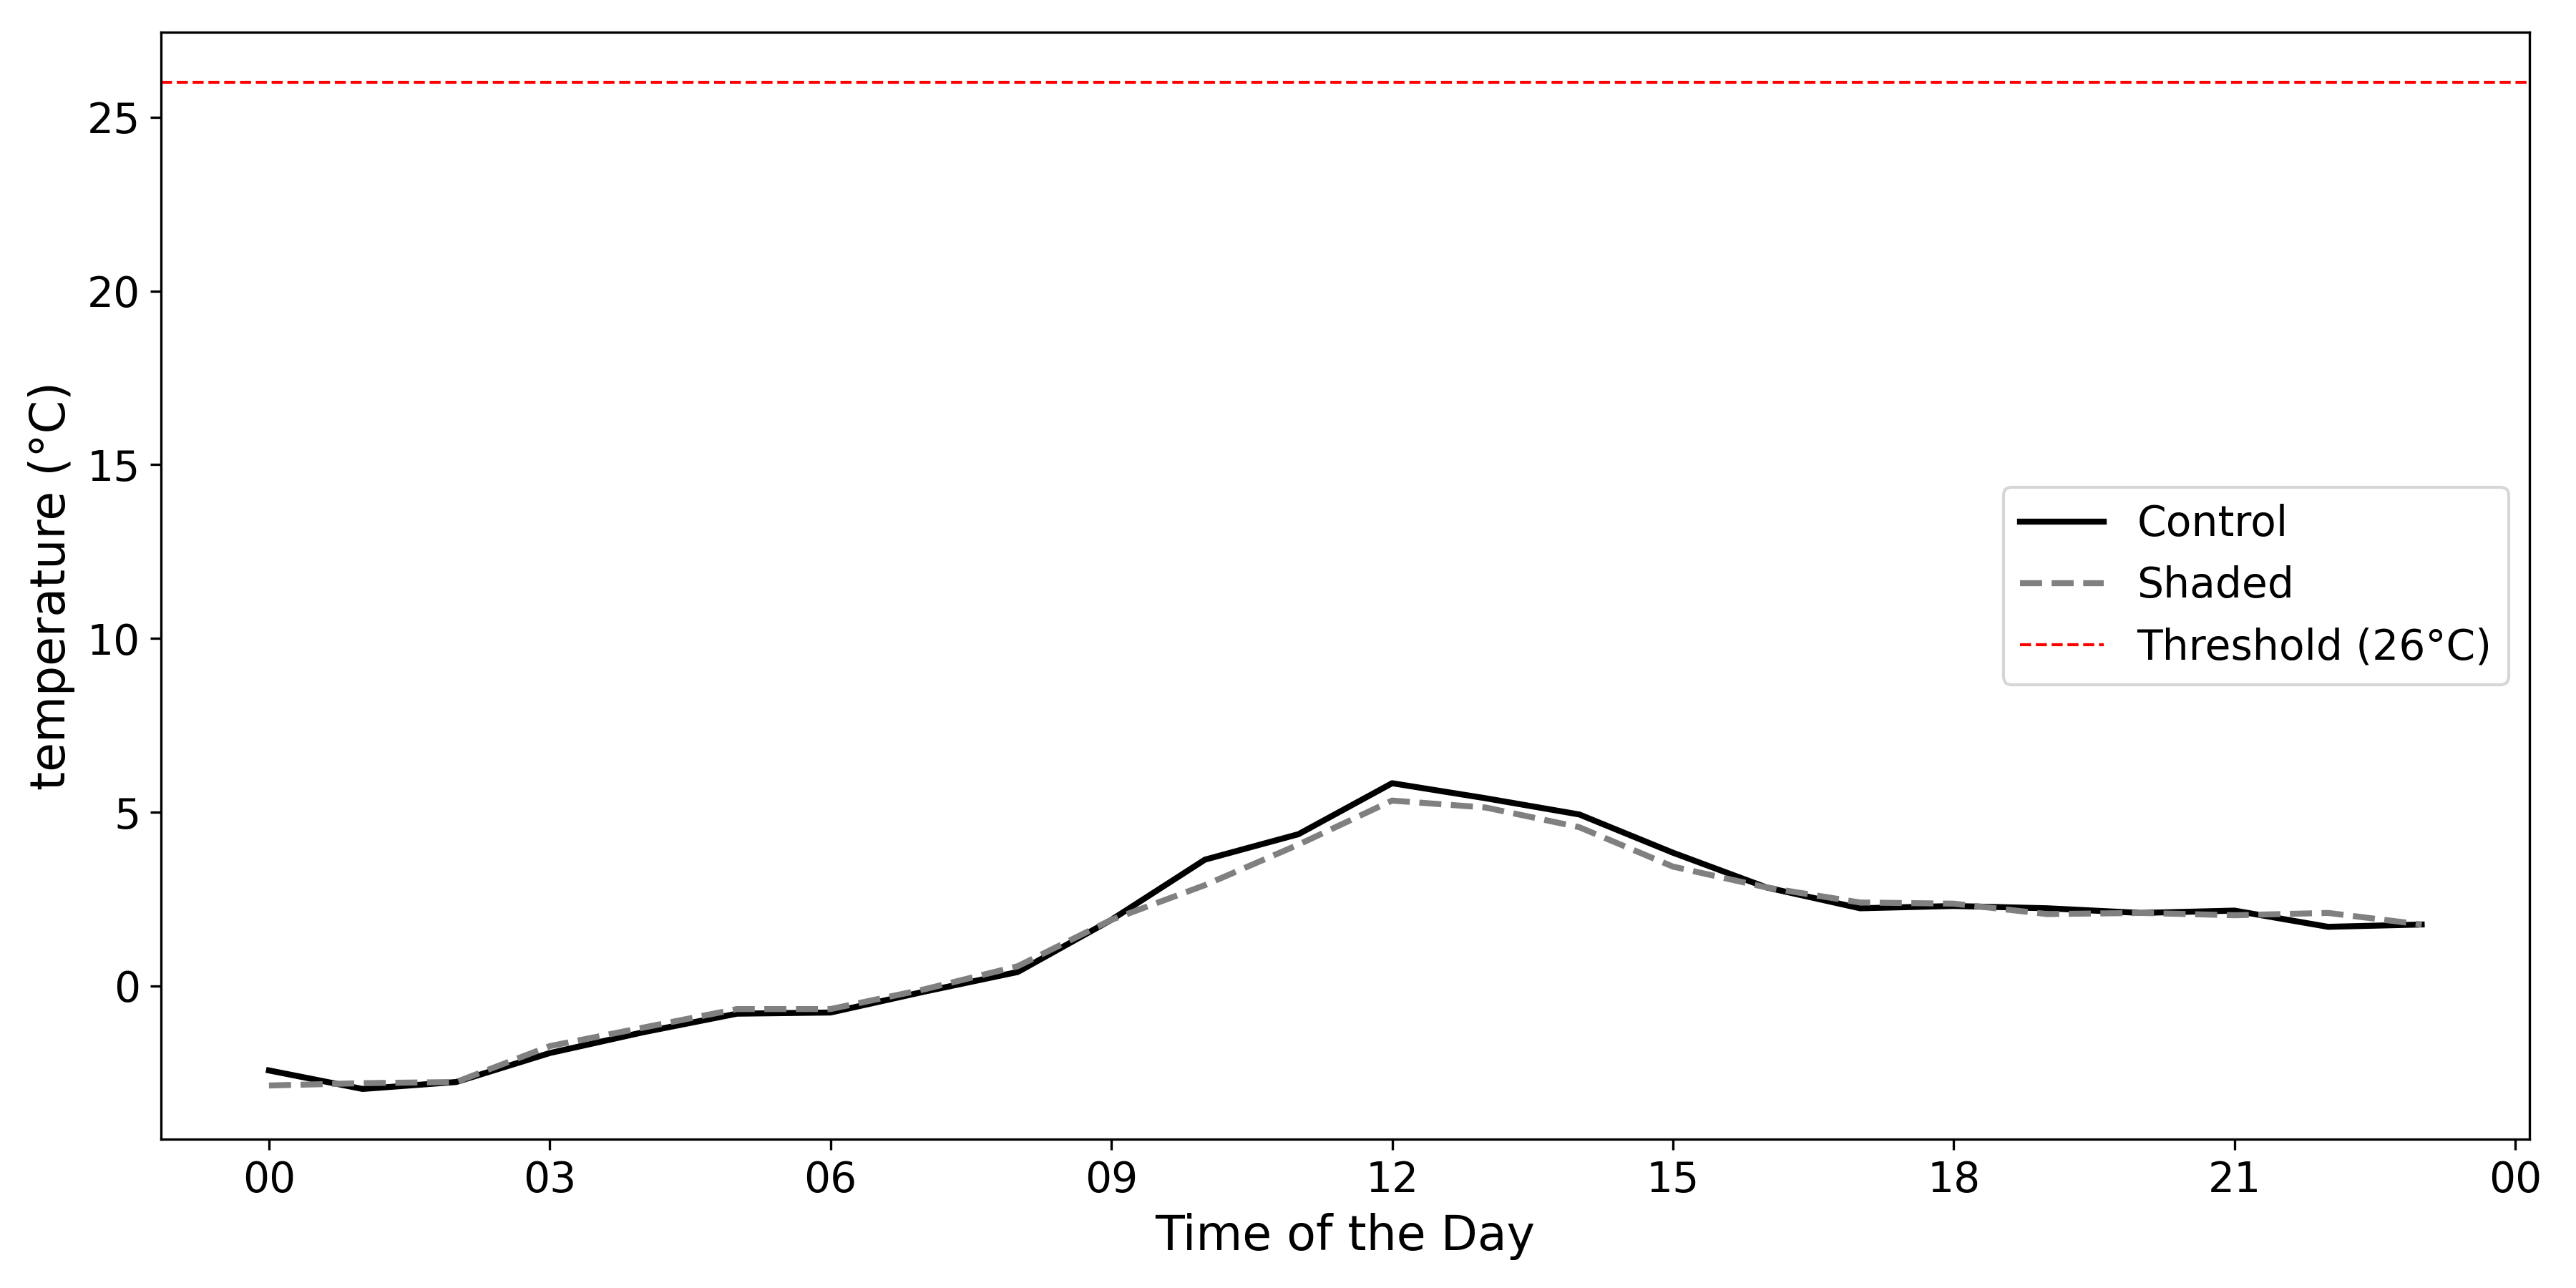 25
20
15
10
5
0
temperature (°C)
Control
Shaded
Threshold (26°C)
00 03 06 09 12 15 18 21 00
Time of the Day